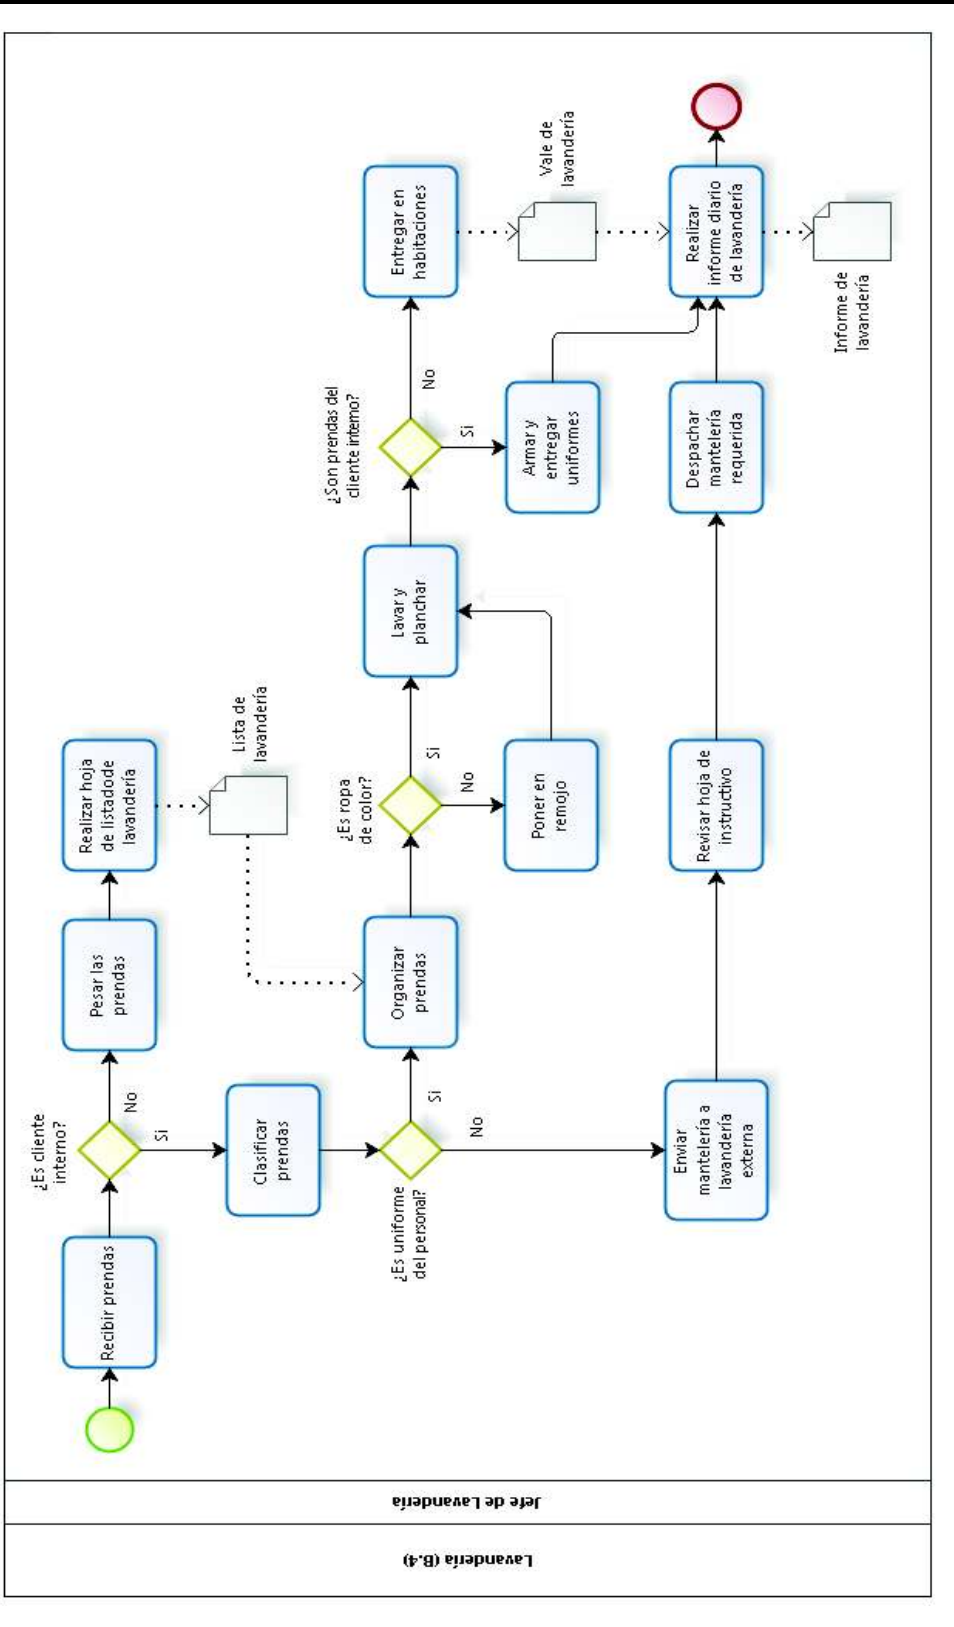 Lavandería (B.4)
Jefe de Lavandería
Recibir prendas
¿Es cliente
interno?
No
Si
Pesar las
prendas
Realizar hoja
de listadode
lavandería
Lista de
lavandería
Clasificar
prendas
¿Es uniforme
del personal?
Si
No
Organizar
prendas
¿Es ropa
de color?
Si
No
Poner en
remojo
Lavar y
planchar
¿Son prendas del
cliente interno?
No
Si
Entregar en
habitaciones
Vale de
lavandería
Armar y
entregar
uniformes
Enviar
mantelería a
lavandería
externa
Revisar hoja de
instructivo
Despachar
mantelería
requerida
Realizar
informe diario
de lavandería
Informe de
lavandería